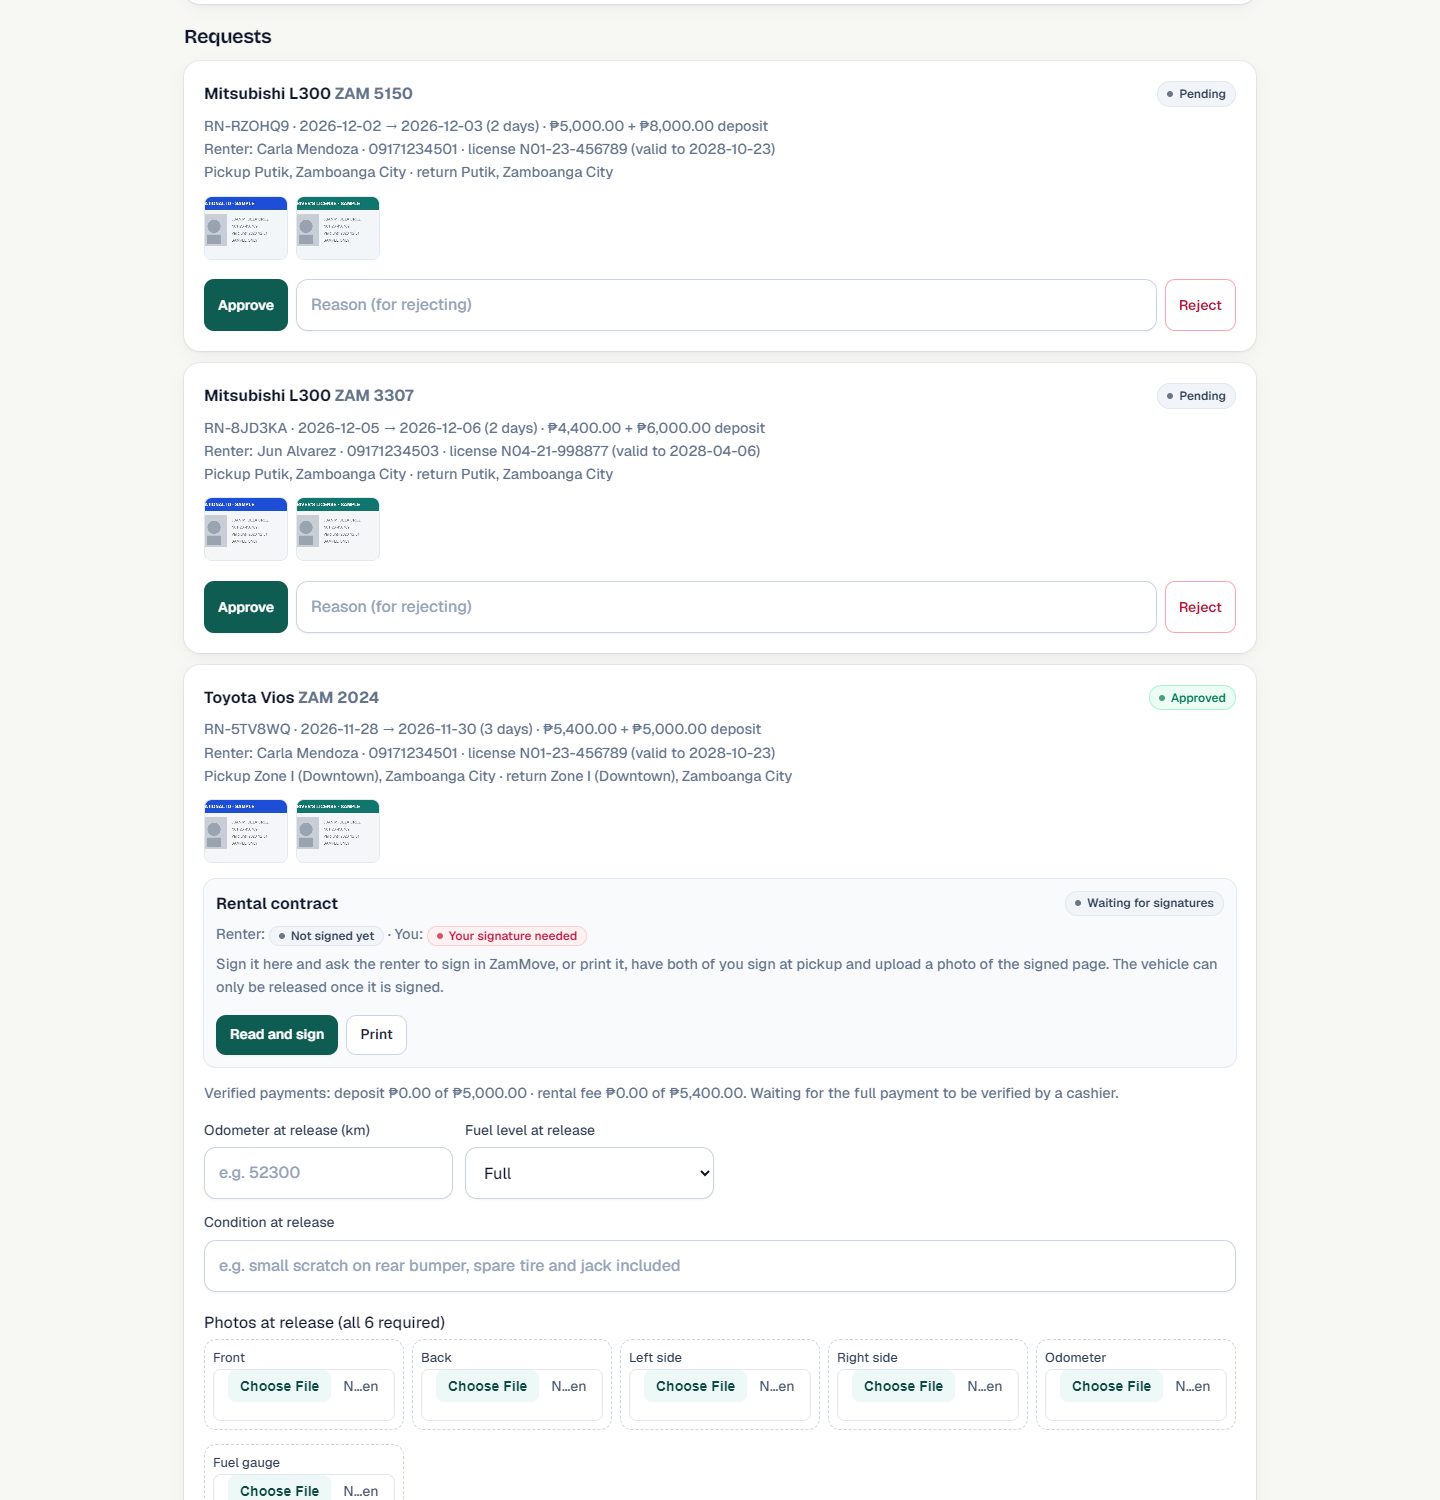 Requests
Mitsubishi L300 ZAM 5150
Pending
RN-RZOHQ9 · 2026-12-02 → 2026-12-03 (2 days) · ₱5,000.00 + ₱8,000.00 deposit
Renter: Carla Mendoza · 09171234501 · license N01-23-456789 (valid to 2028-10-23)
Pickup Putik, Zamboanga City · return Putik, Zamboanga City
Approve
Reason (for rejecting)
Reject
Mitsubishi L300 ZAM 3307
Pending
RN-8JD3KA · 2026-12-05 → 2026-12-06 (2 days) · ₱4,400.00 + ₱6,000.00 deposit
Renter: Jun Alvarez · 09171234503 · license N04-21-998877 (valid to 2028-04-06)
Pickup Putik, Zamboanga City · return Putik, Zamboanga City
Approve
Reason (for rejecting)
Reject
Toyota Vios ZAM 2024
Approved
RN-5TV8WQ · 2026-11-28 → 2026-11-30 (3 days) · ₱5,400.00 + ₱5,000.00 deposit
Renter: Carla Mendoza · 09171234501 · license N01-23-456789 (valid to 2028-10-23)
Pickup Zone I (Downtown), Zamboanga City · return Zone I (Downtown), Zamboanga City
Rental contract
Waiting for signatures
Renter: Not signed yet · You: Your signature needed
Sign it here and ask the renter to sign in ZamMove, or print it, have both of you sign at pickup and upload a photo of the signed page. The vehicle can
only be released once it is signed.
Read and sign
Print
Verified payments: deposit ₱0.00 of ₱5,000.00 · rental fee ₱0.00 of ₱5,400.00. Waiting for the full payment to be verified by a cashier.
Odometer at release (km)
Fuel level at release
e.g. 52300
Full
Condition at release
e.g. small scratch on rear bumper, spare tire and jack included
Photos at release (all 6 required)
Front
Back
Left side
Right side
Odometer
Choose File N...en
Choose File N...en
Choose File N...en
Choose File N...en
Choose File N...en
Fuel gauge
Choose File N...en